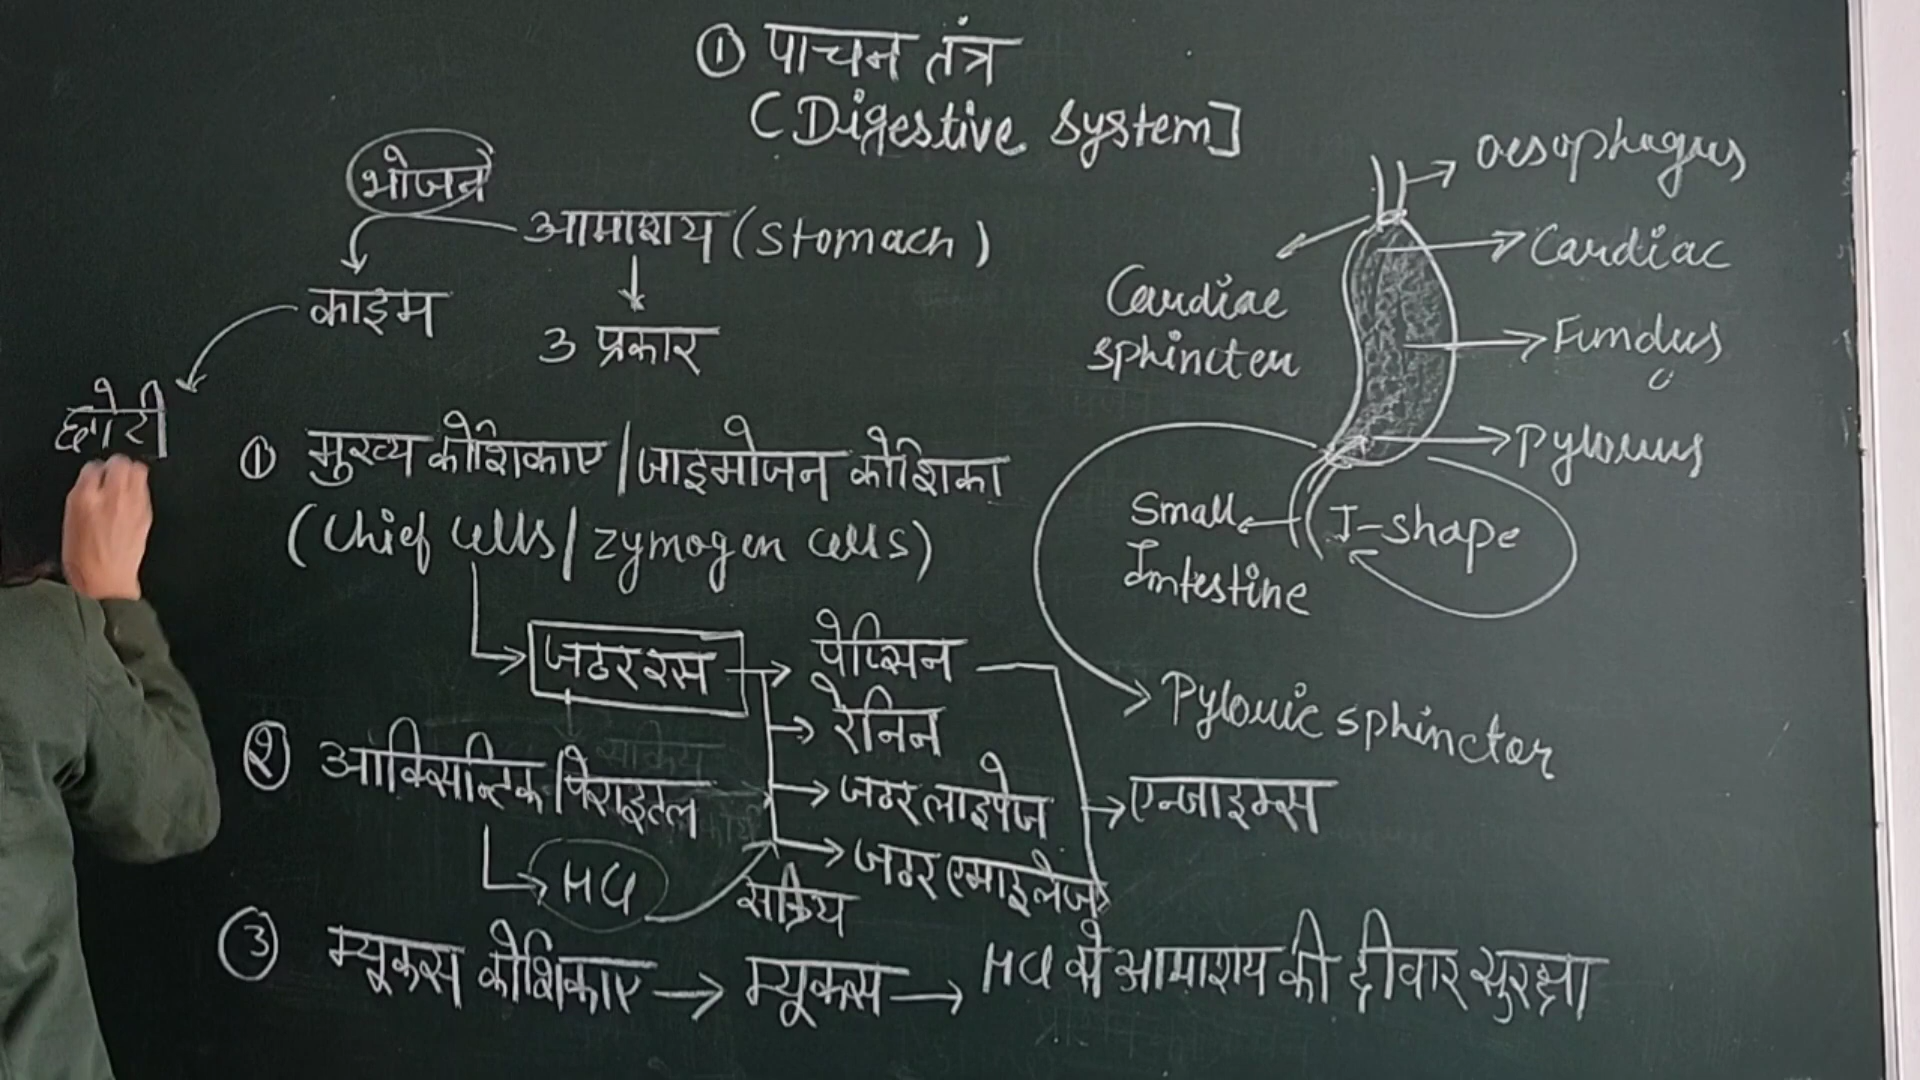 ① पाचन तंत्र
(Digestive system]
भोजन
आमाशय (stomach)
काइम
3 प्रकार
छोटी
① मुख्य कोशिकाए / जाइमोजन कोशिका
(Chief cells / zymogen cells)
जठर रस
पेप्सिन
रेनिन
जठर लाइपेज
जठर एमाइलेज
एन्जाइम्स
② आक्सिन्टिक / पैराइटल
HCl
सक्रिय
③ म्यूकस कोशिकाए → म्यूकस → HCl से आमाशय की दीवार सुरक्षा
oesophagus
Cardiac
Cardiac
sphincter
Fundus
Pylorus
Small
Intestine
J-shape
Pyloric sphincter